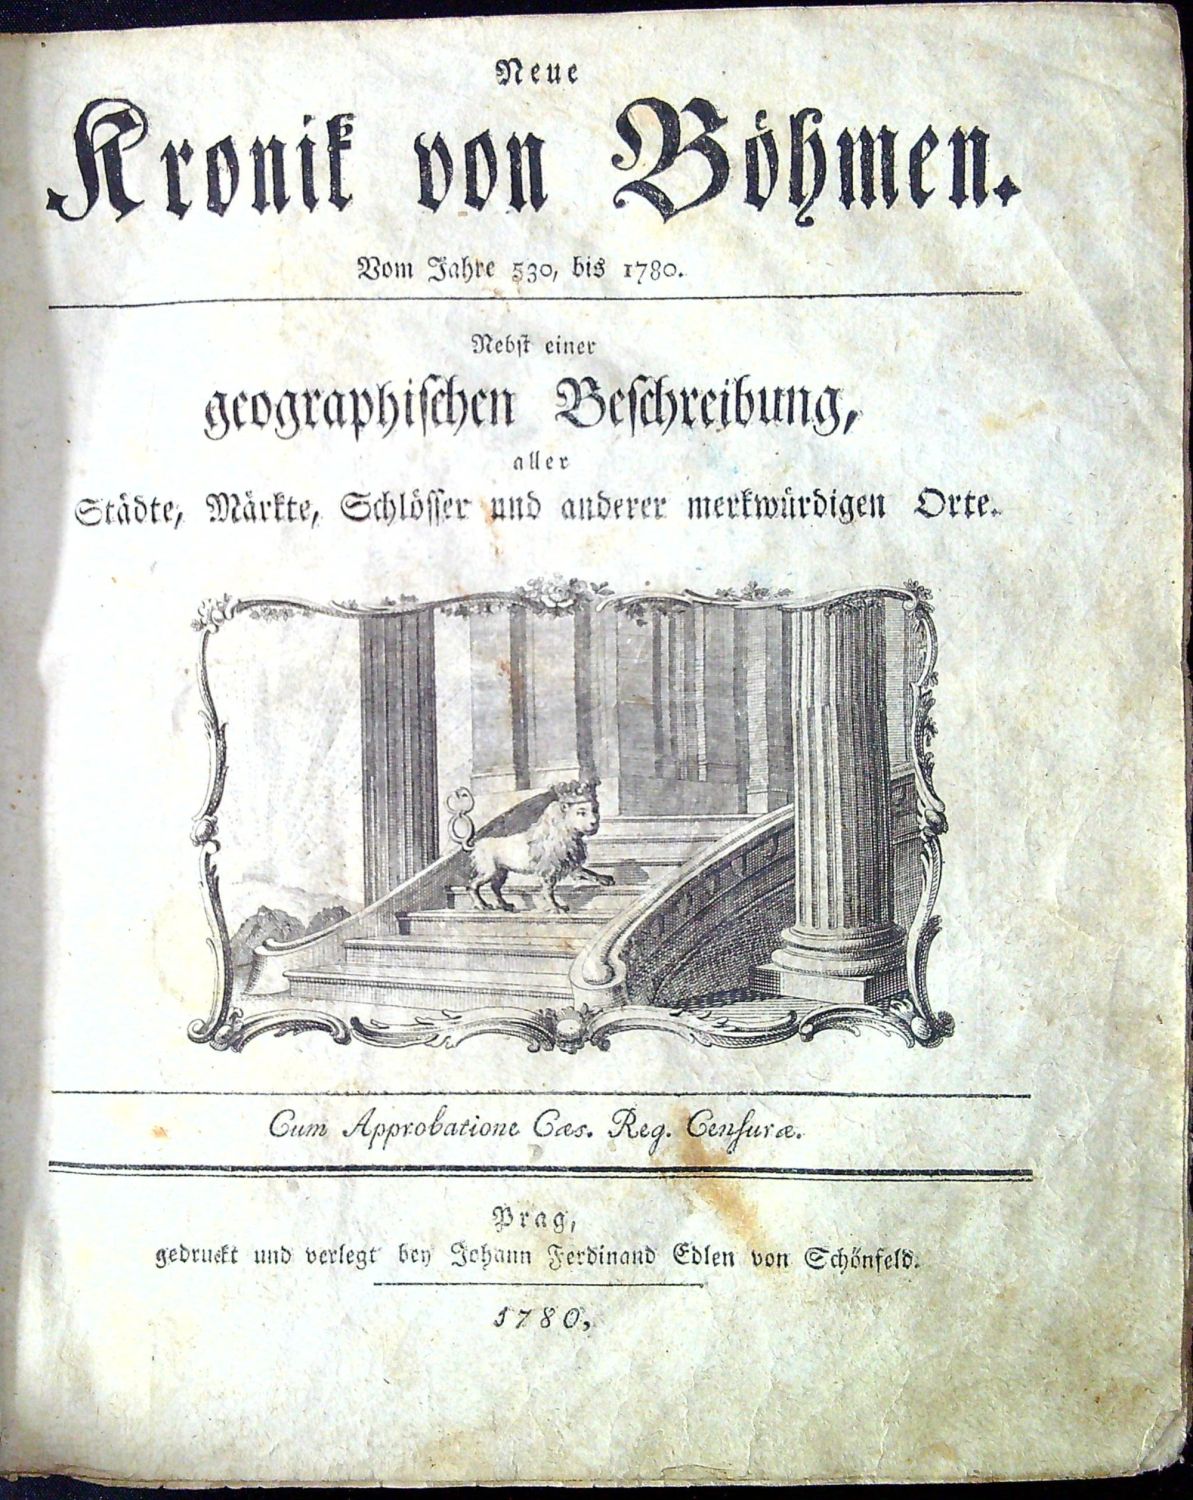 Neue
Kronik von Böhmen.
Vom Jahre 530, bis 1780.
Nebst einer
geographischen Beschreibung,
aller
Städte, Märkte, Schlösser und anderer merkwürdigen Orte.
Cum Approbatione Cæs. Reg. Censuræ.
Prag,
gedruckt und verlegt bey Johann Ferdinand Edlen von Schönfeld.
1780,